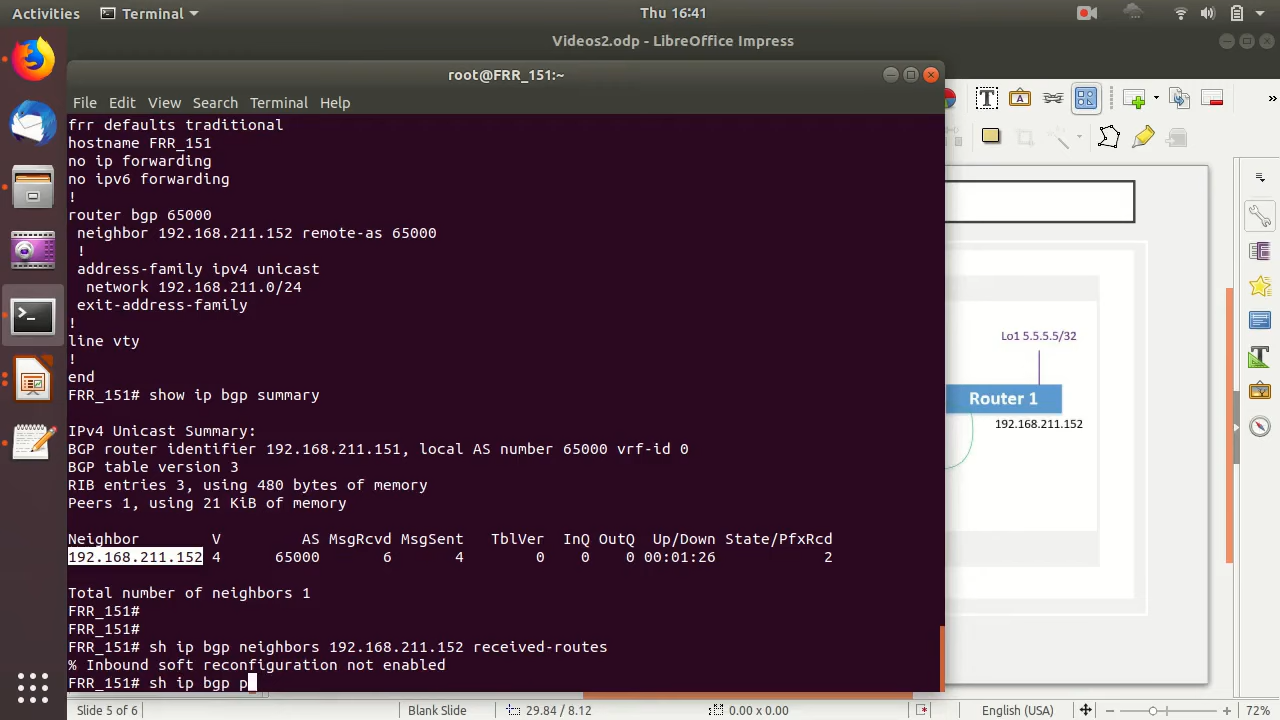 Activities
Terminal
Thu 16:41
Videos2.odp - LibreOffice Impress
root@FRR_151:~
File Edit View Search Terminal Help
frr defaults traditional
hostname FRR_151
no ip forwarding
no ipv6 forwarding
!
router bgp 65000
neighbor 192.168.211.152 remote-as 65000
!
address-family ipv4 unicast
network 192.168.211.0/24
exit-address-family
!
line vty
!
end
FRR_151# show ip bgp summary
IPv4 Unicast Summary:
BGP router identifier 192.168.211.151, local AS number 65000 vrf-id 0
BGP table version 3
RIB entries 3, using 480 bytes of memory
Peers 1, using 21 KiB of memory
Neighbor V AS MsgRcvd MsgSent TblVer InQ OutQ Up/Down State/PfxRcd
192.168.211.152 4 65000 6 4 0 0 0 00:01:26 2
Total number of neighbors 1
FRR_151#
FRR_151#
FRR_151# sh ip bgp neighbors 192.168.211.152 received-routes
% Inbound soft reconfiguration not enabled
FRR_151# sh ip bgp p
Lo1 5.5.5.5/32
Router 1
192.168.211.152
Slide 5 of 6
Blank Slide
29.84 / 8.12
0.00 x 0.00
English (USA)
72%